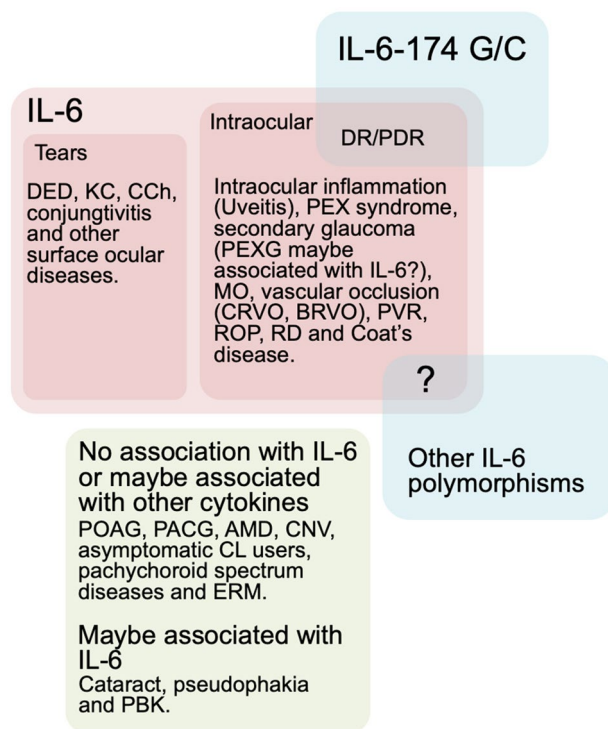 IL-6-174 G/C
IL-6
Tears
DED, KC, CCh,
conjungtivitis
and other
surface ocular
diseases.
Intraocular
DR/PDR
Intraocular inflammation
(Uveitis), PEX syndrome,
secondary glaucoma
(PEXG maybe
associated with IL-6?),
MO, vascular occlusion
(CRVO, BRVO), PVR,
ROP, RD and Coat's
disease.
?
Other IL-6
polymorphisms
No association with IL-6
or maybe associated
with other cytokines
POAG, PACG, AMD, CNV,
asymptomatic CL users,
pachychoroid spectrum
diseases and ERM.
Maybe associated with
IL-6
Cataract, pseudophakia
and PBK.